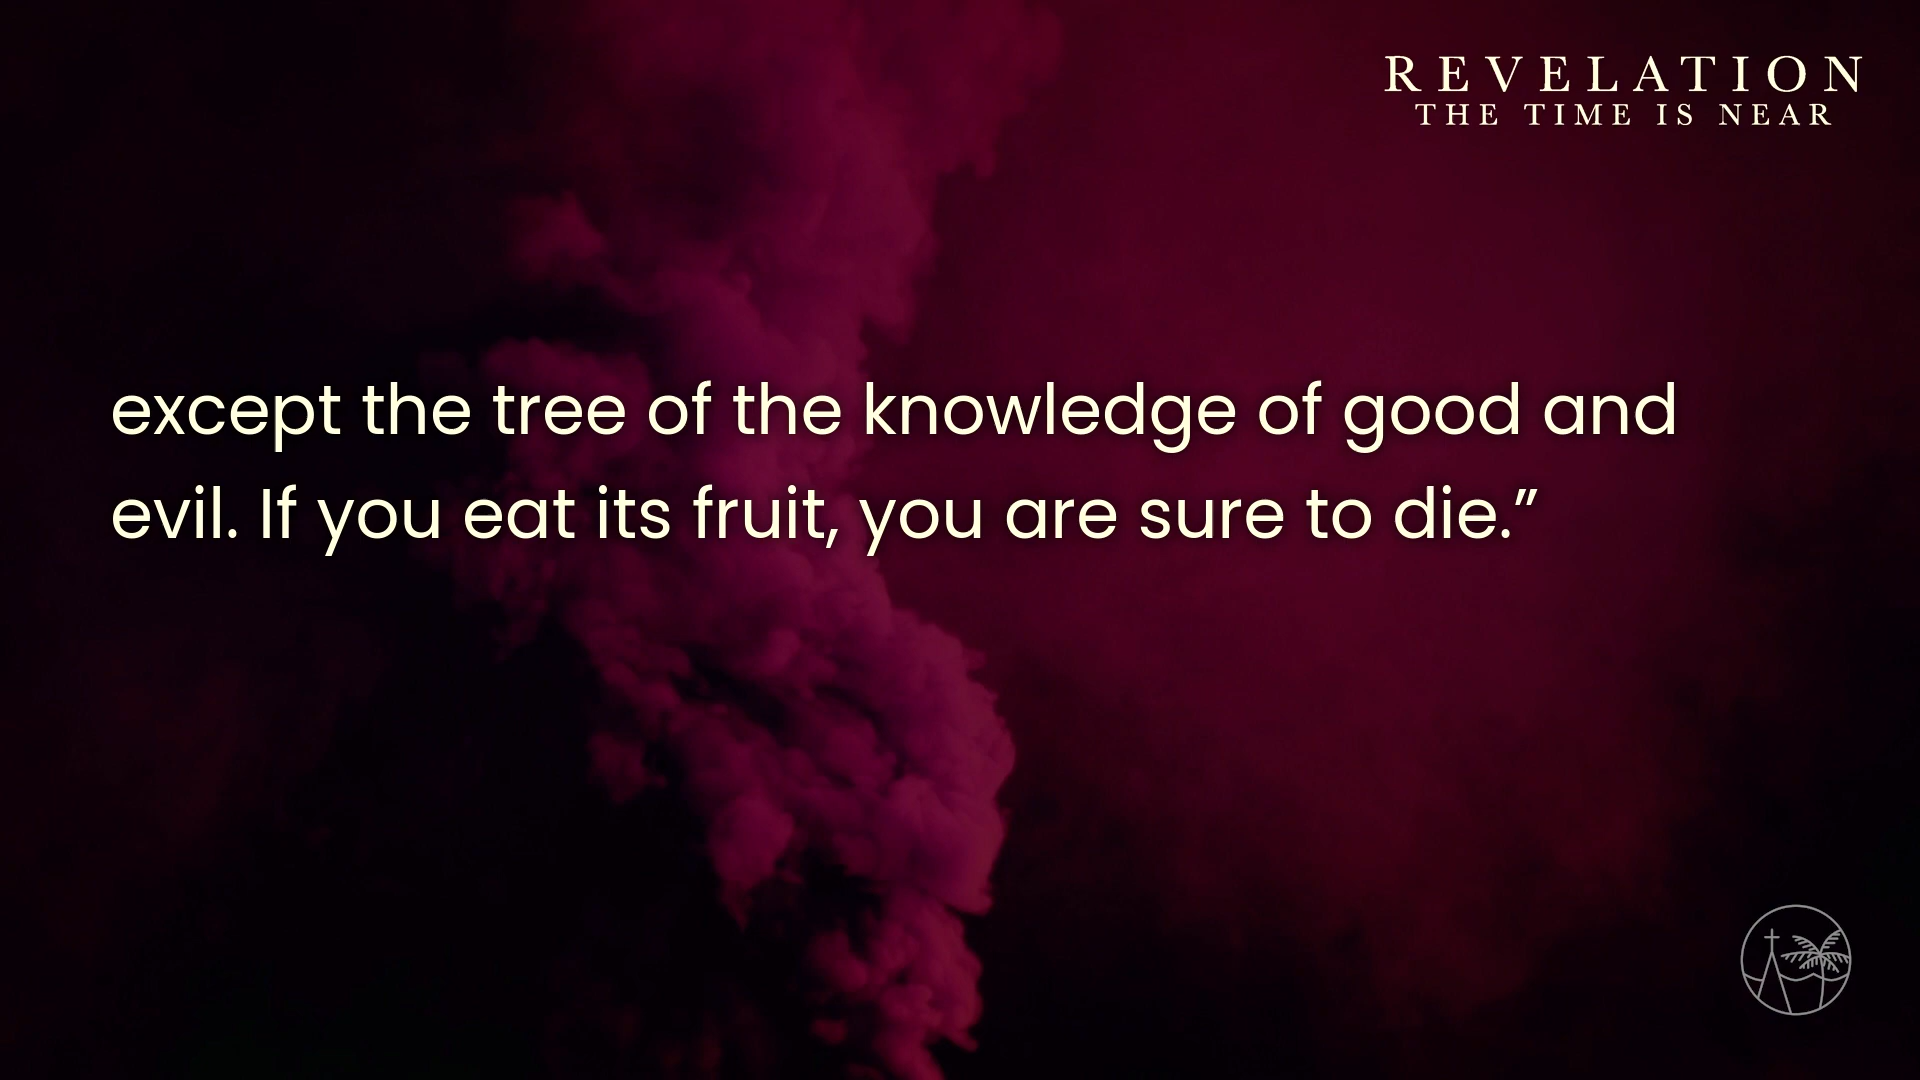 REVELATION
THE TIME IS NEAR
except the tree of the knowledge of good and
evil. If you eat its fruit, you are sure to die.”